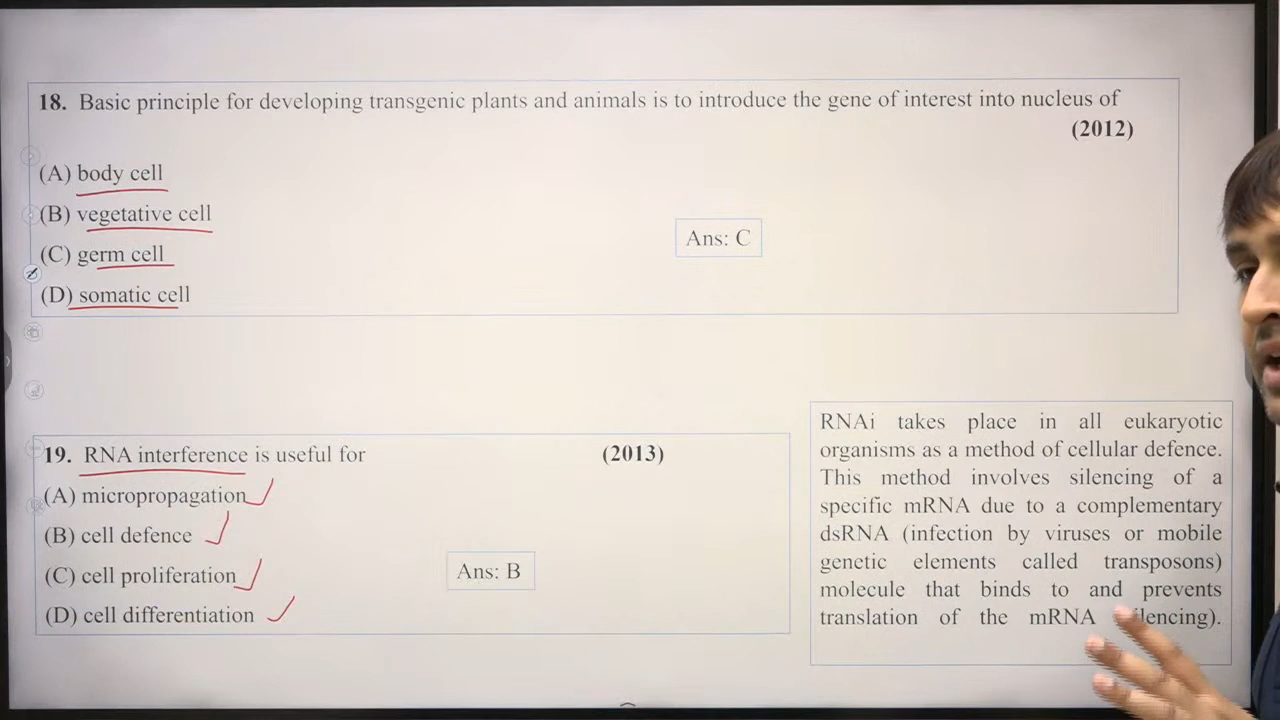 18. Basic principle for developing transgenic plants and animals is to introduce the gene of interest into nucleus of
(2012)
(A) body cell
(B) vegetative cell
(C) germ cell
(D) somatic cell
Ans: C
19. RNA interference is useful for (2013)
(A) micropropagation
(B) cell defence
(C) cell proliferation
(D) cell differentiation
Ans: B
RNAi takes place in all eukaryotic
organisms as a method of cellular defence.
This method involves silencing of a
specific mRNA due to a complementary
dsRNA (infection by viruses or mobile
genetic elements called transposons)
molecule that binds to and prevents
translation of the mRNA